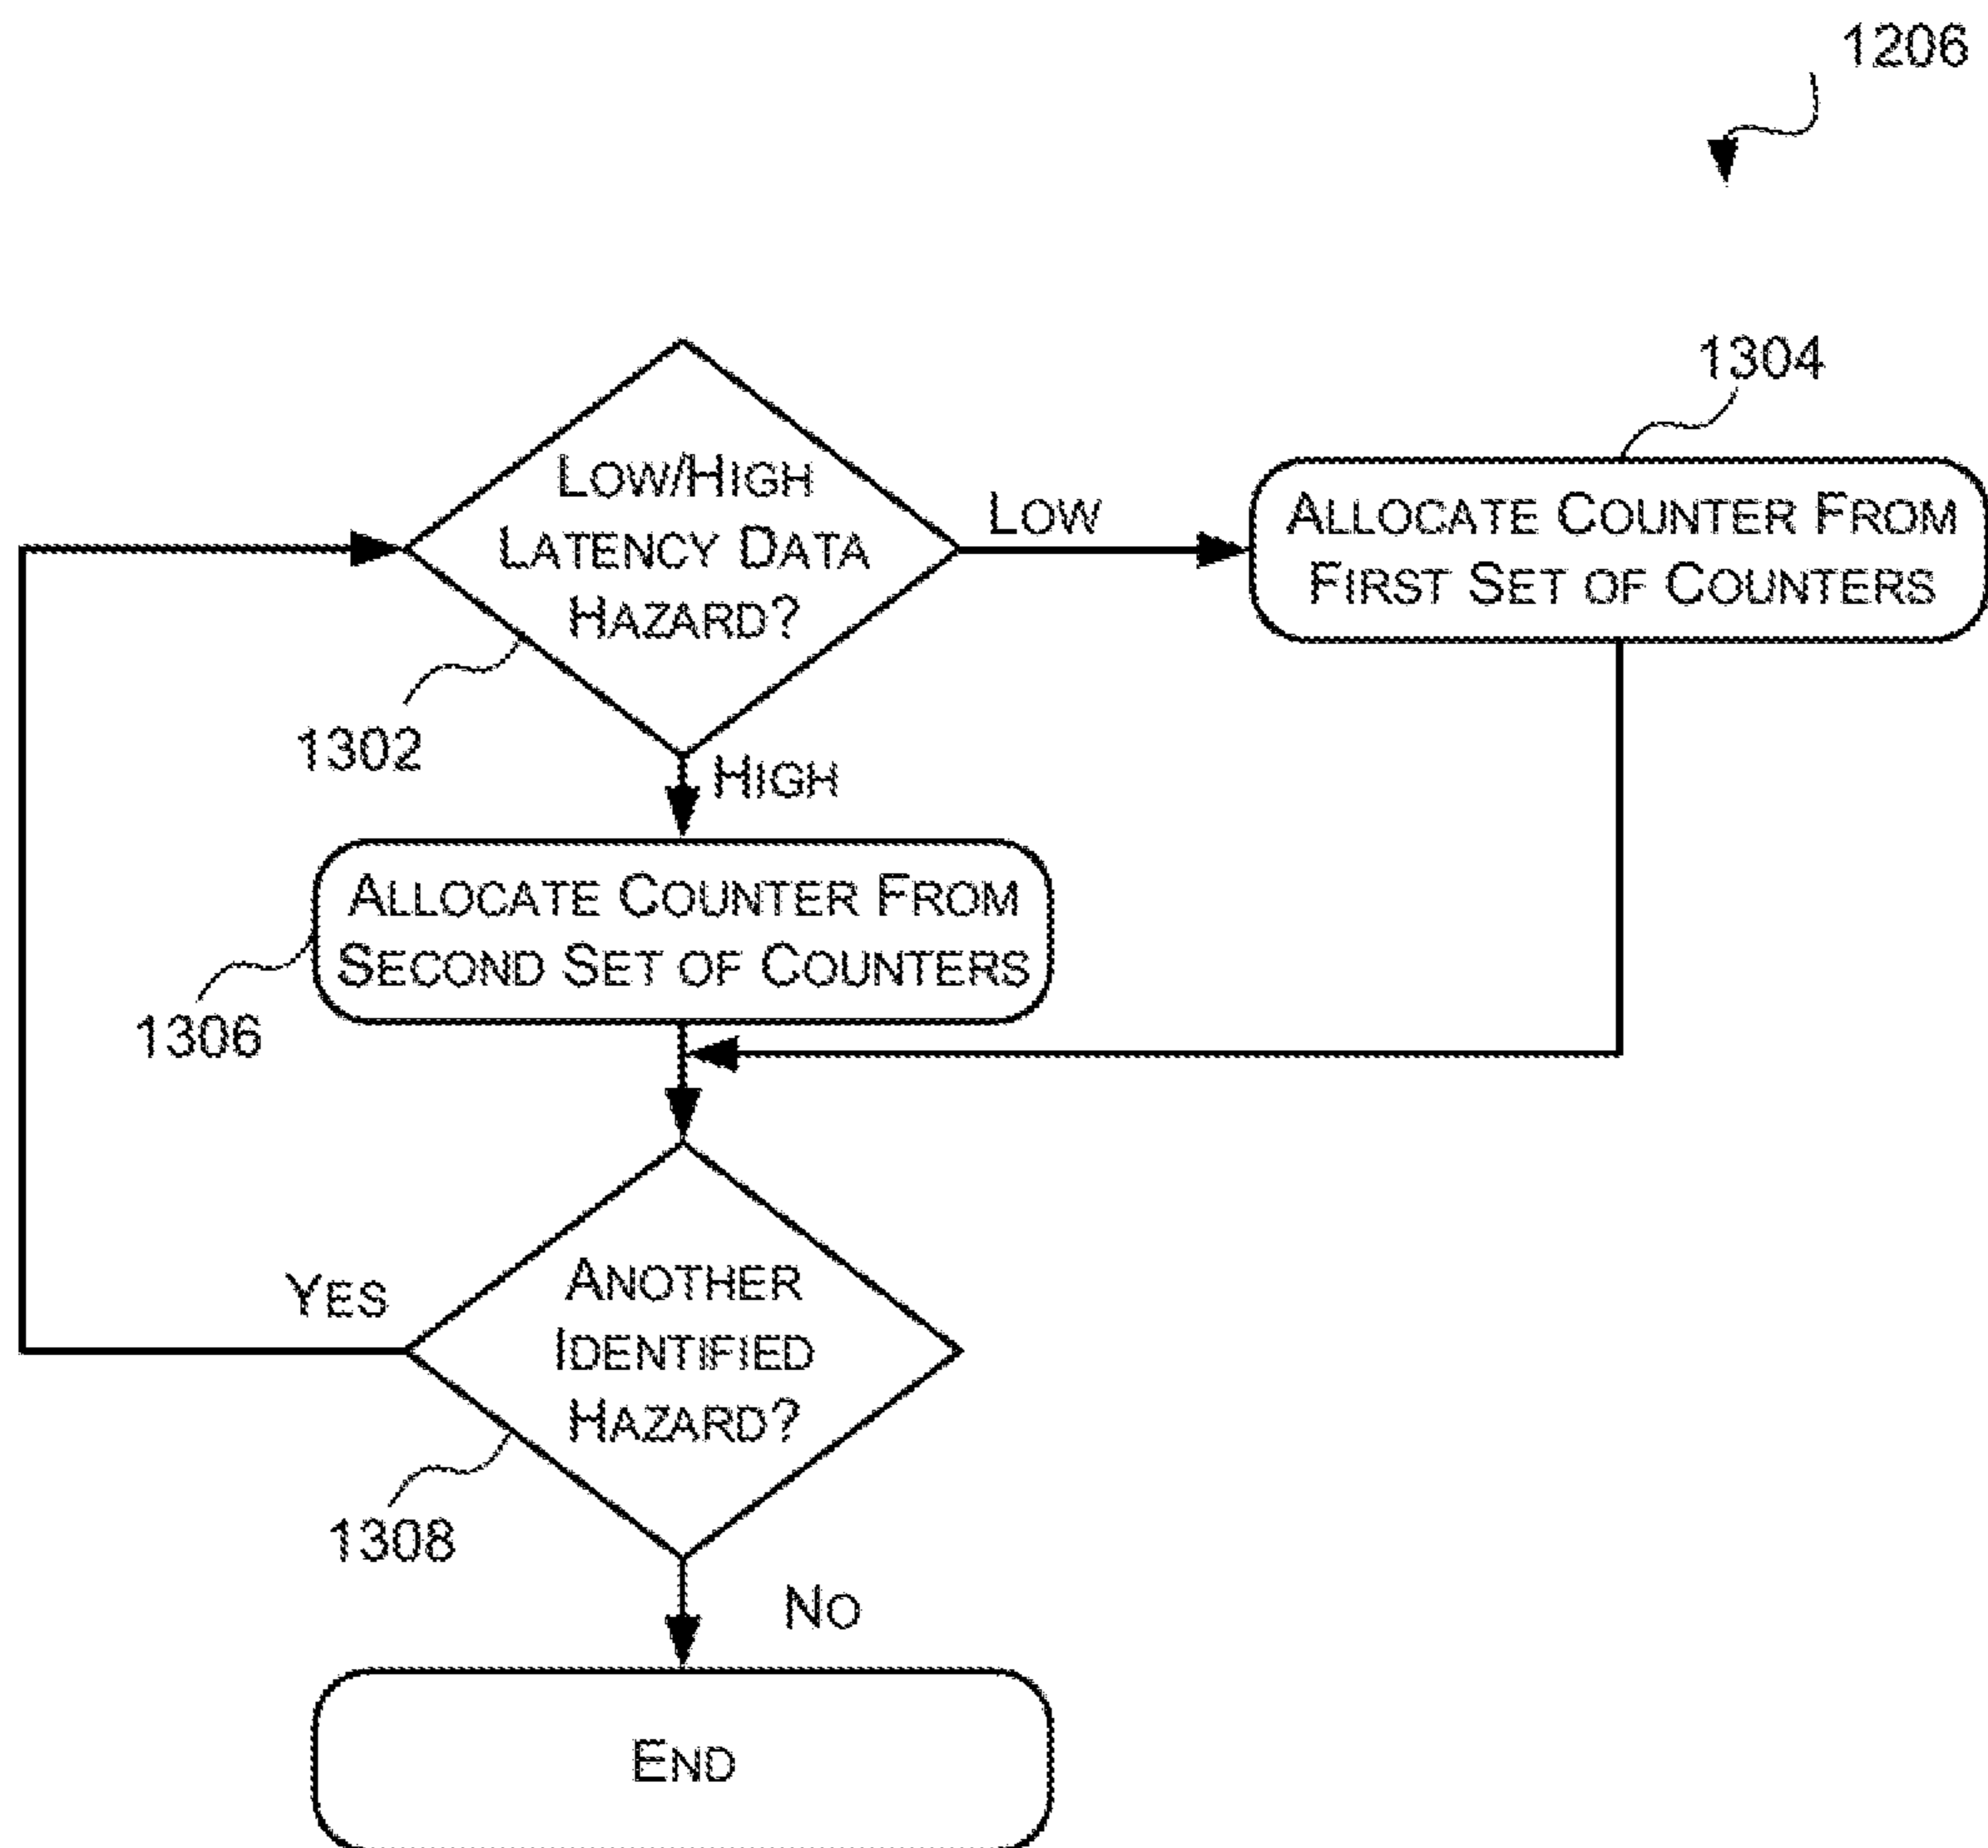 1206
1304
LOW/HIGH
LATENCY DATA
HAZARD?
LOW
ALLOCATE COUNTER FROM
FIRST SET OF COUNTERS
1302
HIGH
ALLOCATE COUNTER FROM
SECOND SET OF COUNTERS
1306
YES
ANOTHER
IDENTIFIED
HAZARD?
1308
NO
END